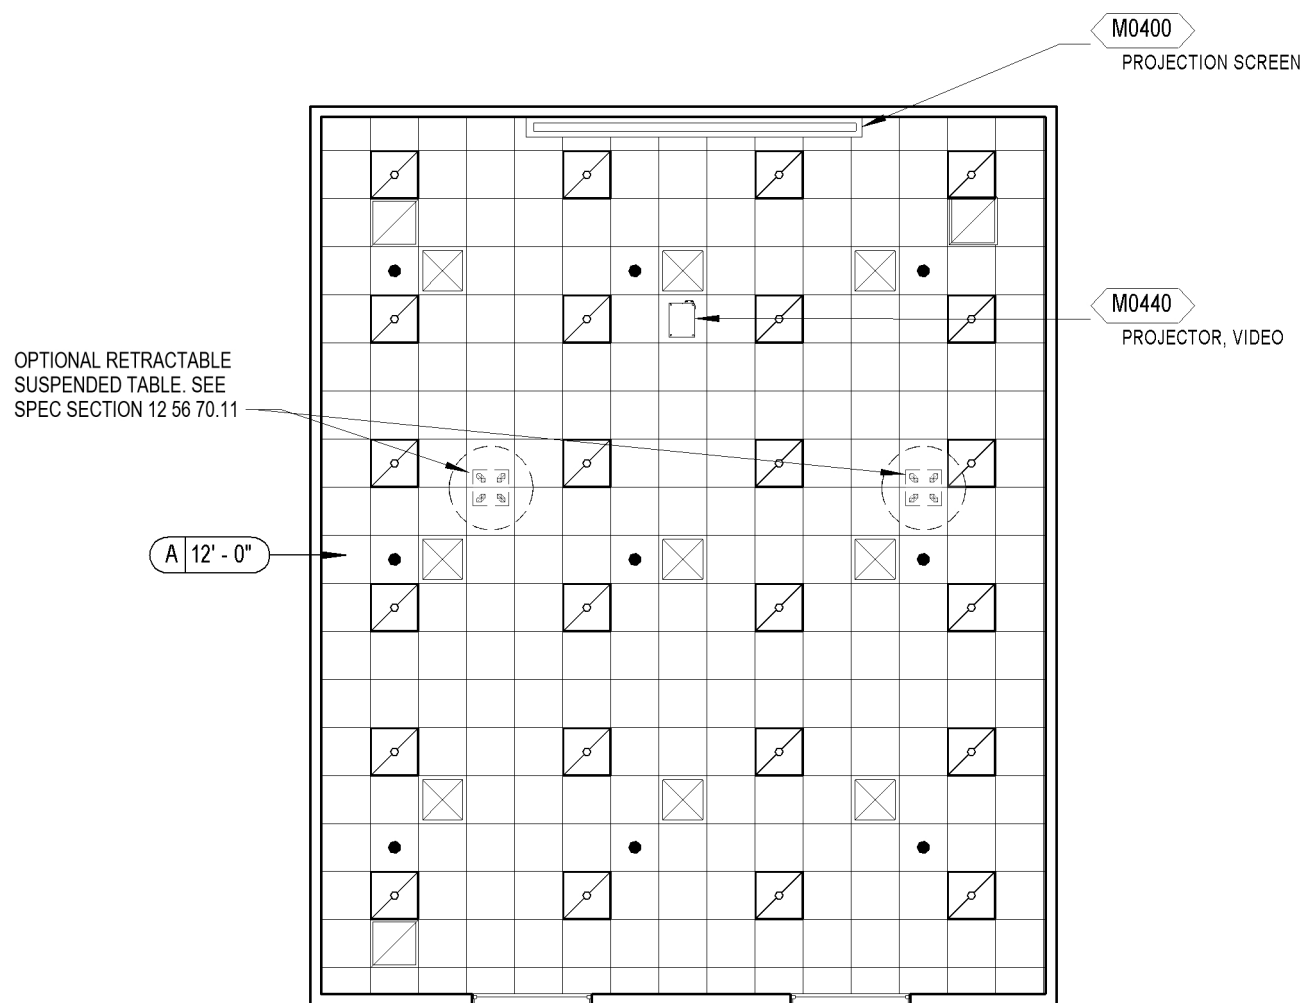 M0400
PROJECTION SCREEN
M0440
PROJECTOR, VIDEO
OPTIONAL RETRACTABLE
SUSPENDED TABLE. SEE
SPEC SECTION 12 56 70.11
A 12' - 0"